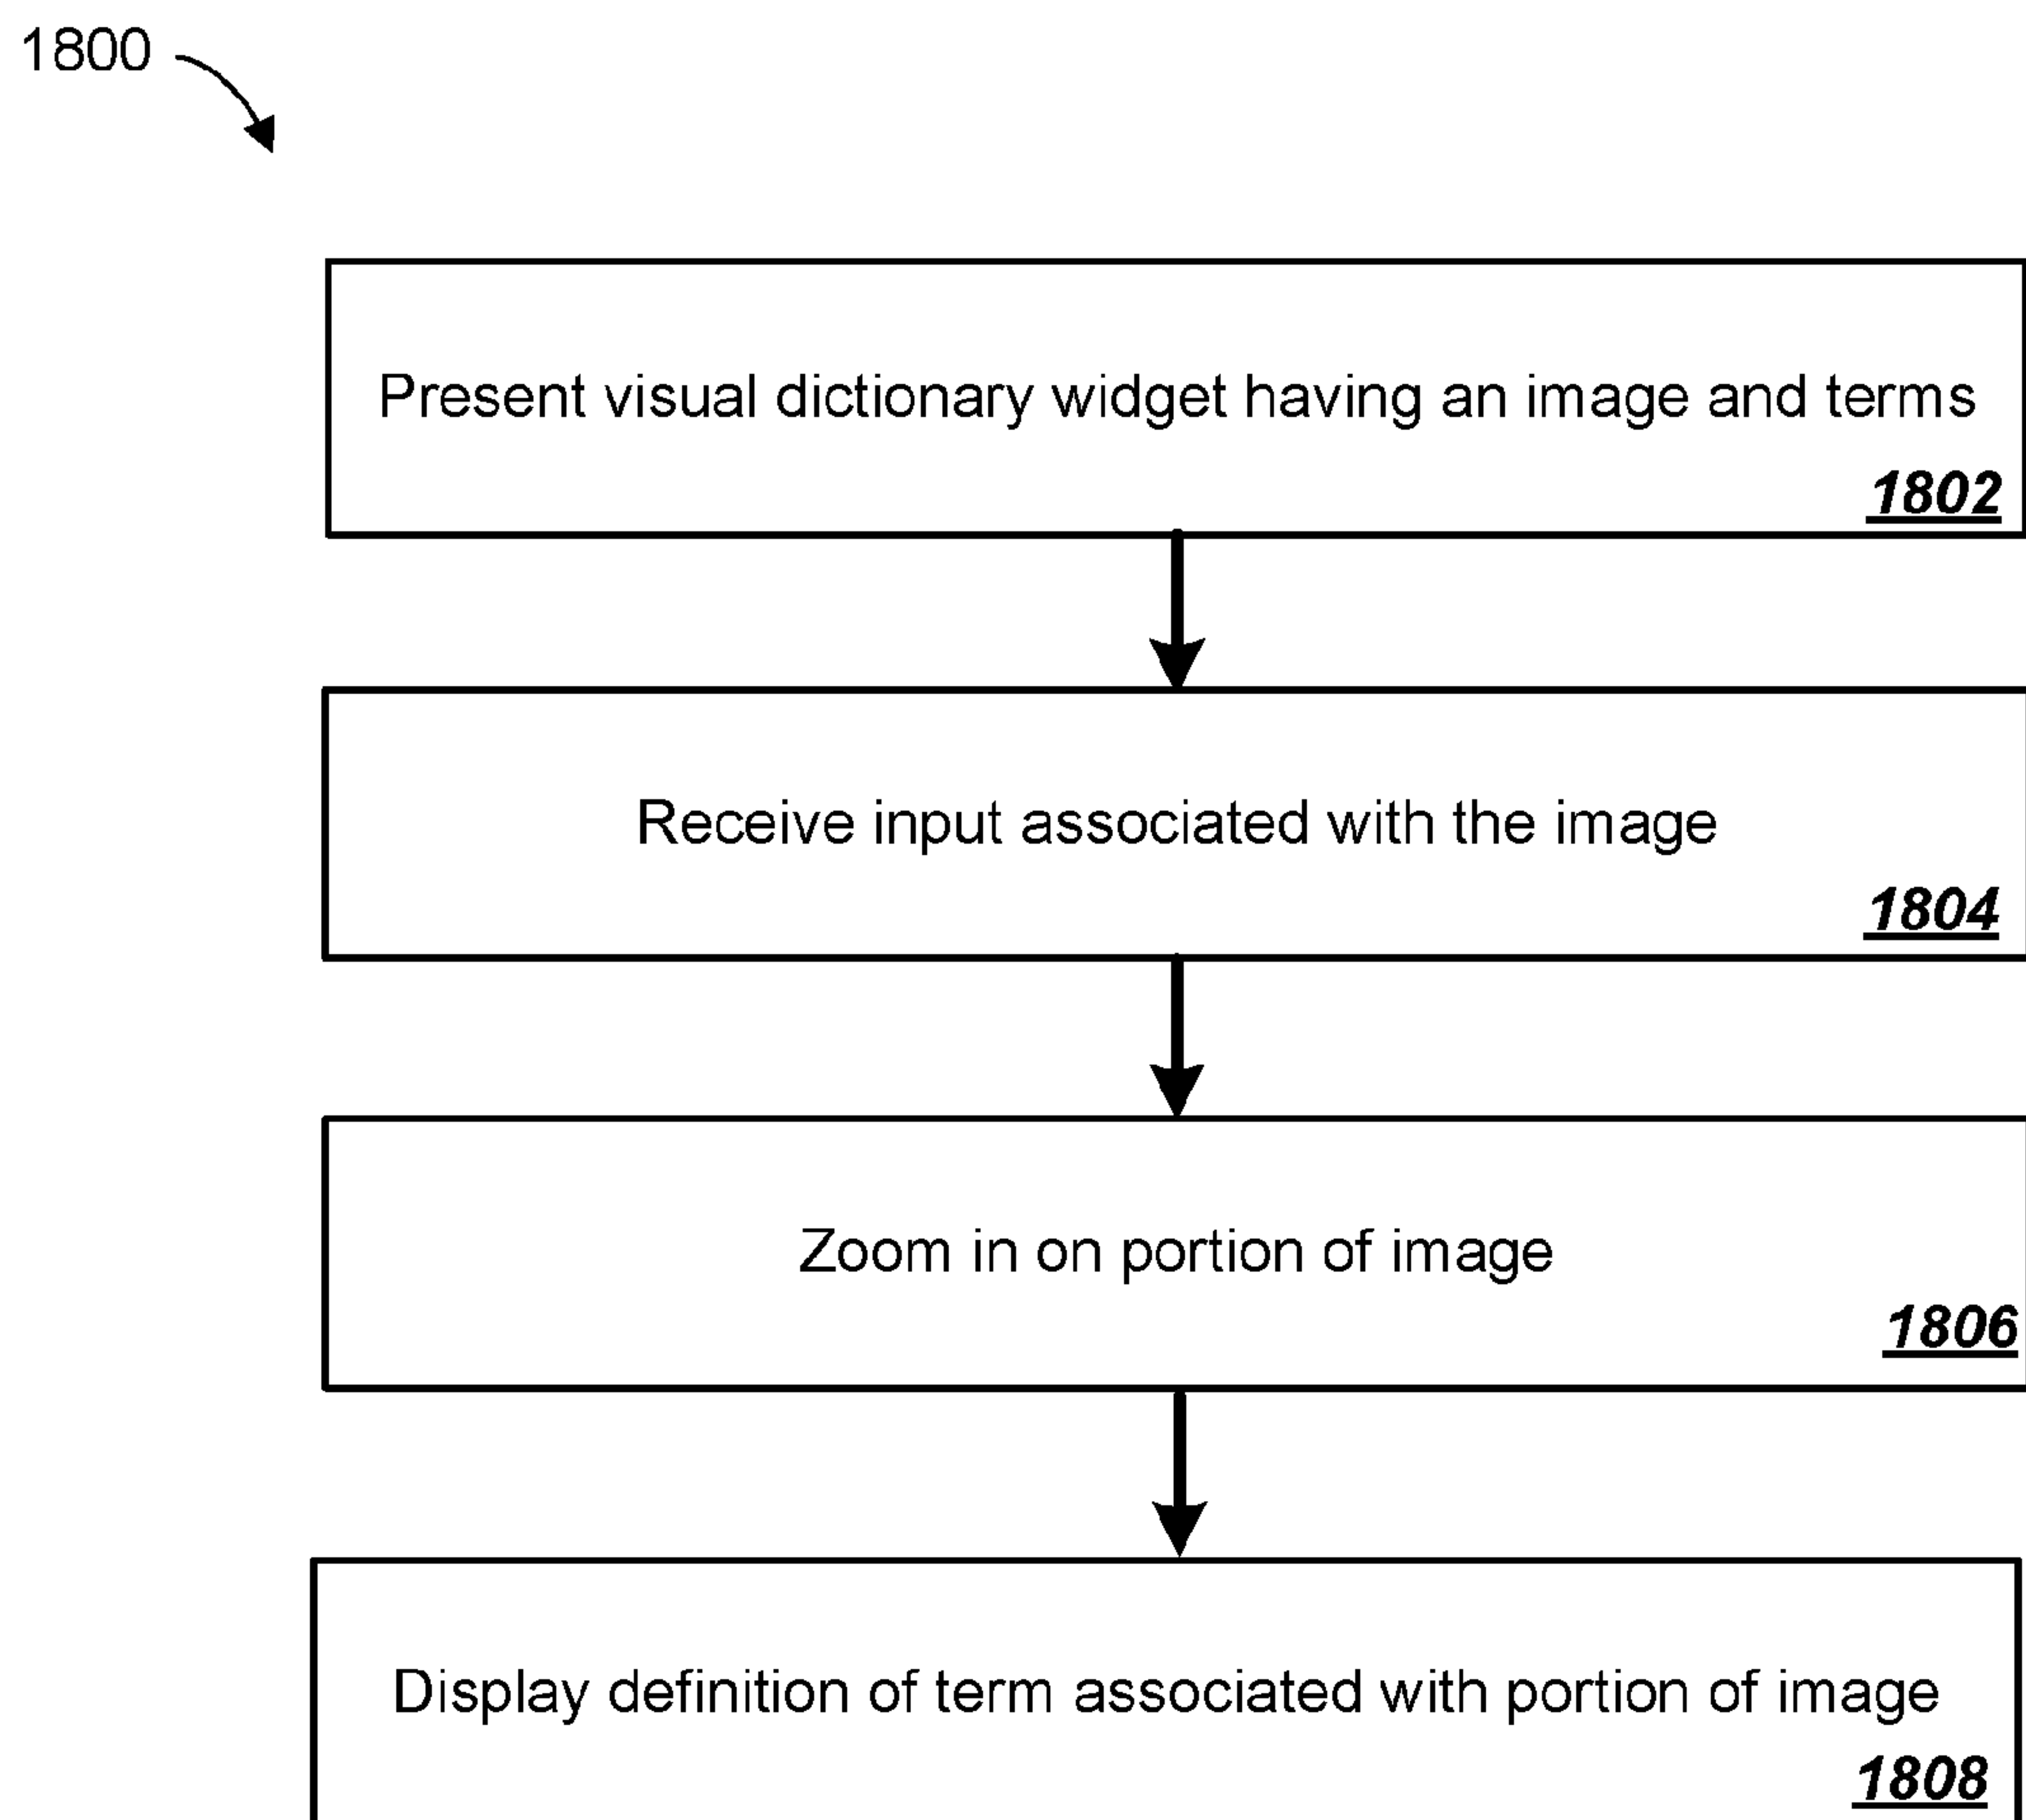 1800
Present visual dictionary widget having an image and terms
1802
Receive input associated with the image
1804
Zoom in on portion of image
1806
Display definition of term associated with portion of image
1808